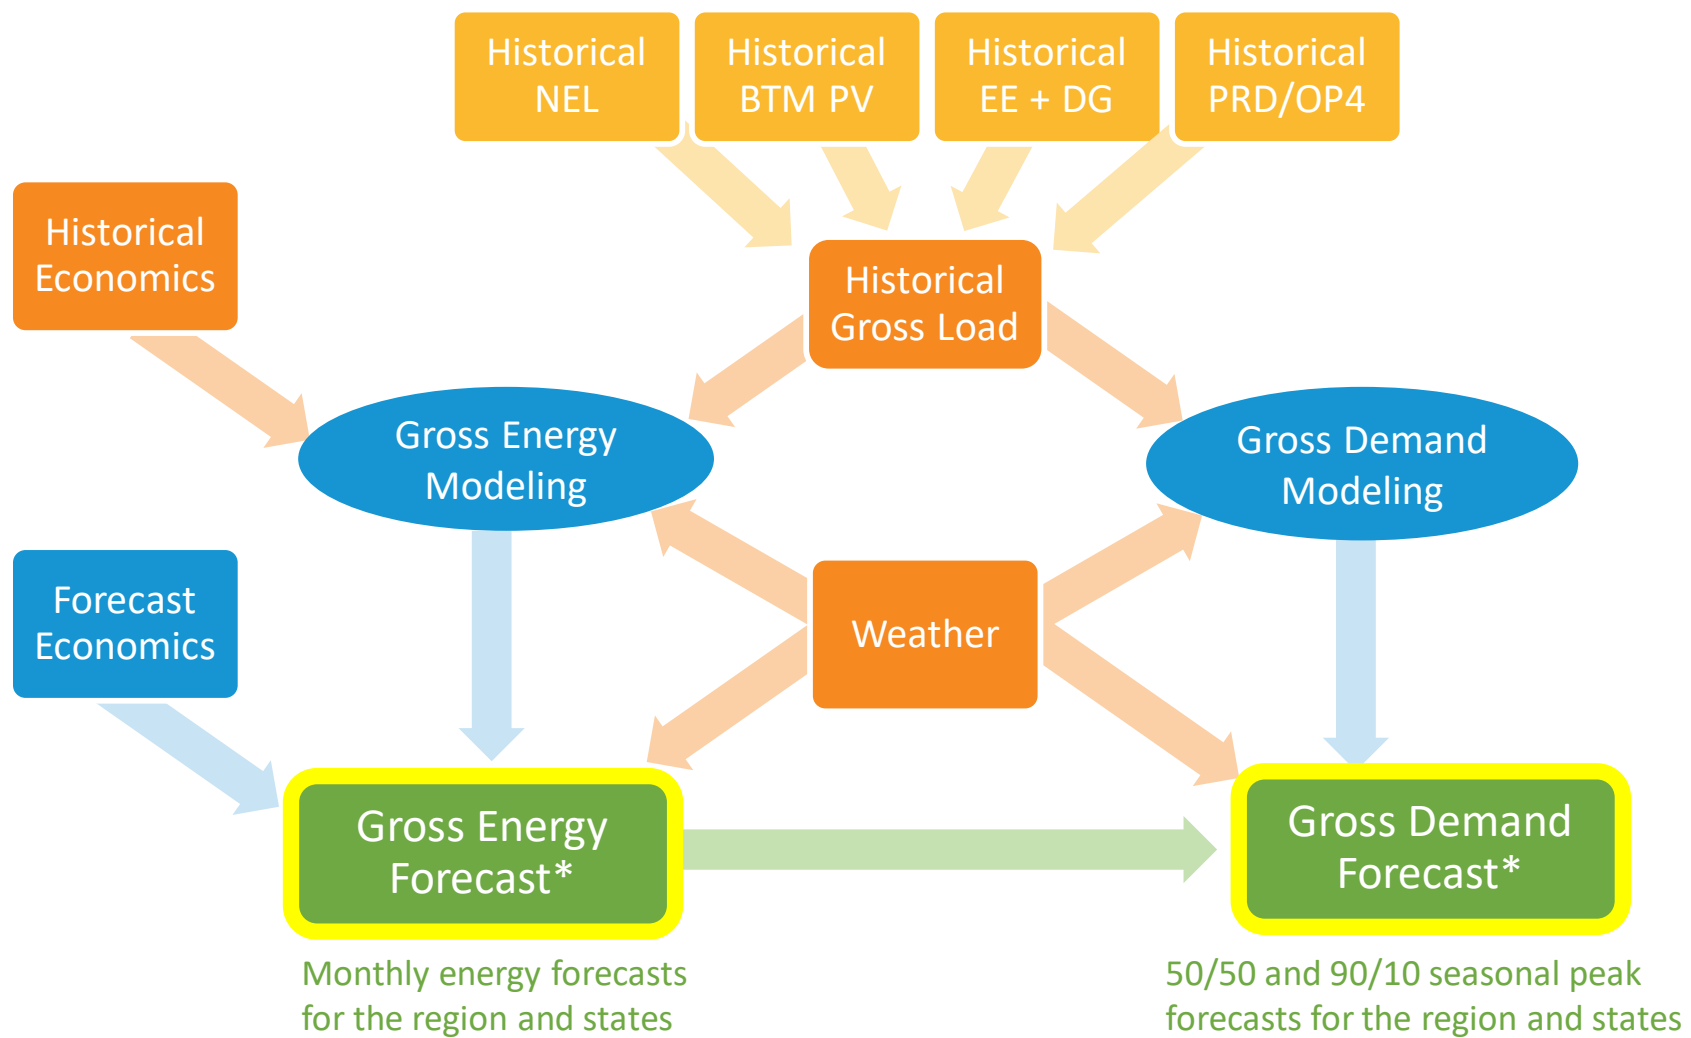 Historical
NEL
Historical
BTM PV
Historical
EE + DG
Historical
PRD/OP4
Historical
Economics
Historical
Gross Load
Gross Energy
Modeling
Gross Demand
Modeling
Forecast
Economics
Weather
Gross Energy
Forecast*
Gross Demand
Forecast*
Monthly energy forecasts
for the region and states
50/50 and 90/10 seasonal peak
forecasts for the region and states